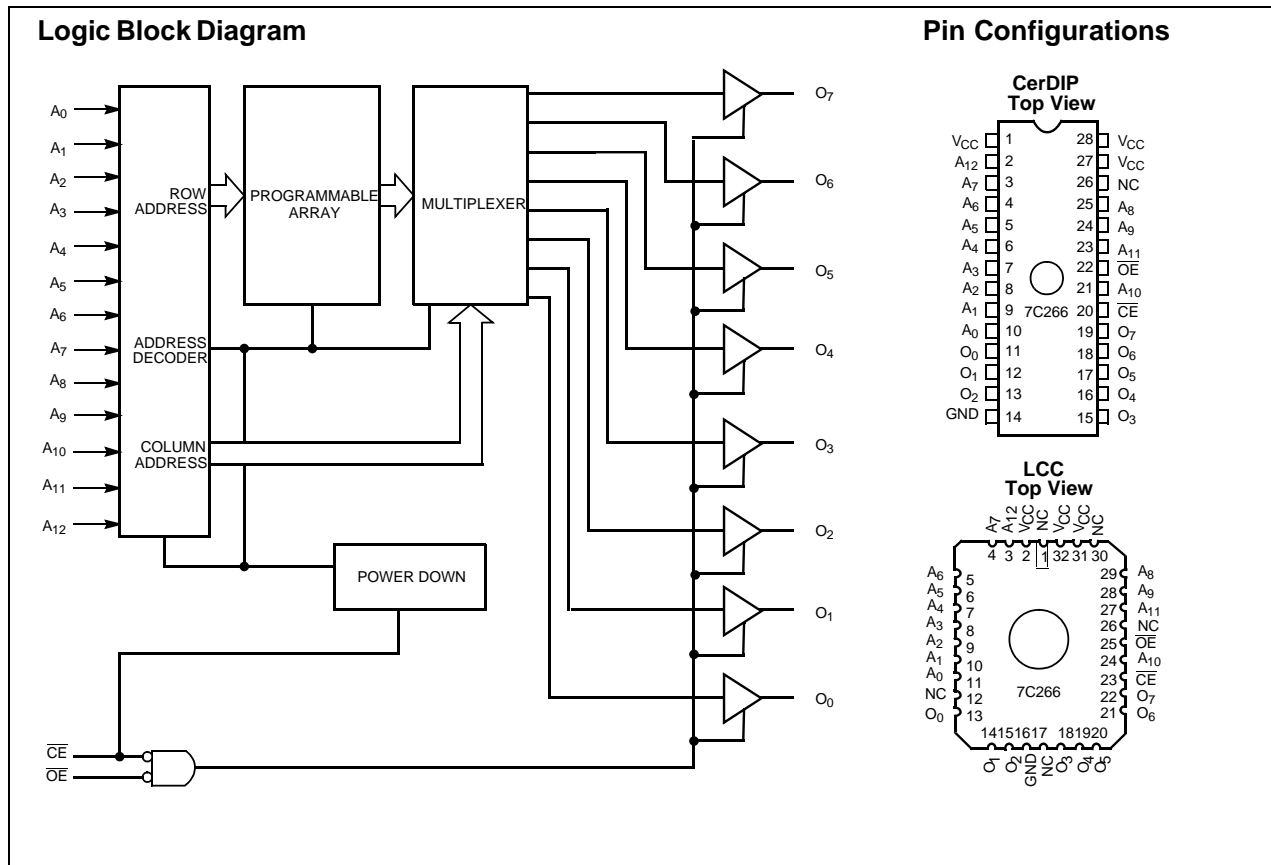 Logic Block Diagram
A0
A1
A2
A3
A4
A5
A6
A7
A8
A9
A10
A11
A12
ROW
ADDRESS
ADDRESS
DECODER
COLUMN
ADDRESS
PROGRAMMABLE
ARRAY
MULTIPLEXER
POWER DOWN
CE
OE
O7
O6
O5
O4
O3
O2
O1
O0
Pin Configurations
CerDIP
Top View
VCC 1 28 VCC
A12 2 27 VCC
A7 3 26 NC
A6 4 25 A8
A5 5 24 A9
A4 6 23 A11
A3 7 22 OE
A2 8 21 A10
A1 9 7C266 20 CE
A0 10 19 O7
O0 11 18 O6
O1 12 17 O5
O2 13 16 O4
GND 14 15 O3
LCC
Top View
A7 A12 VCC NC VCC VCC NC
4 3 2 1 32 31 30
A6 5 29 A8
A5 6 28 A9
A4 7 27 A11
A3 8 26 NC
A2 9 25 OE
A1 10 24 A10
A0 11 23 CE
NC 12 7C266 22 O7
O0 13 21 O6
14 15 16 17 18 19 20
O1 O2 GND NC O3 O4 O5